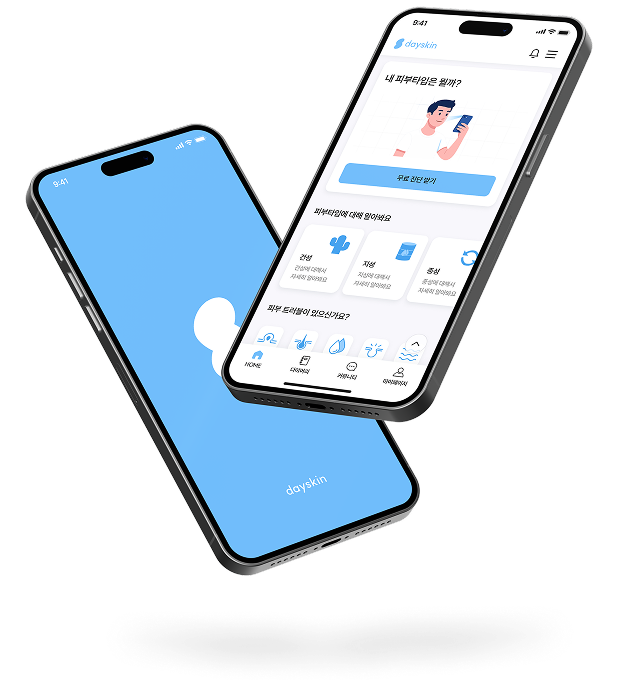 9:41
dayskin
내 피부타입은 뭘까?
무료 진단 받기
피부타입에 대해 알아봐요
건성
건성에 대해서
자세히 알아봐요
지성
지성에 대해서
자세히 알아봐요
중성
중성에 대해서
자세히 알아봐요
피부 트러블이 있으신가요?
HOME
다이어리
커뮤니티
마이페이지
9:41
dayskin